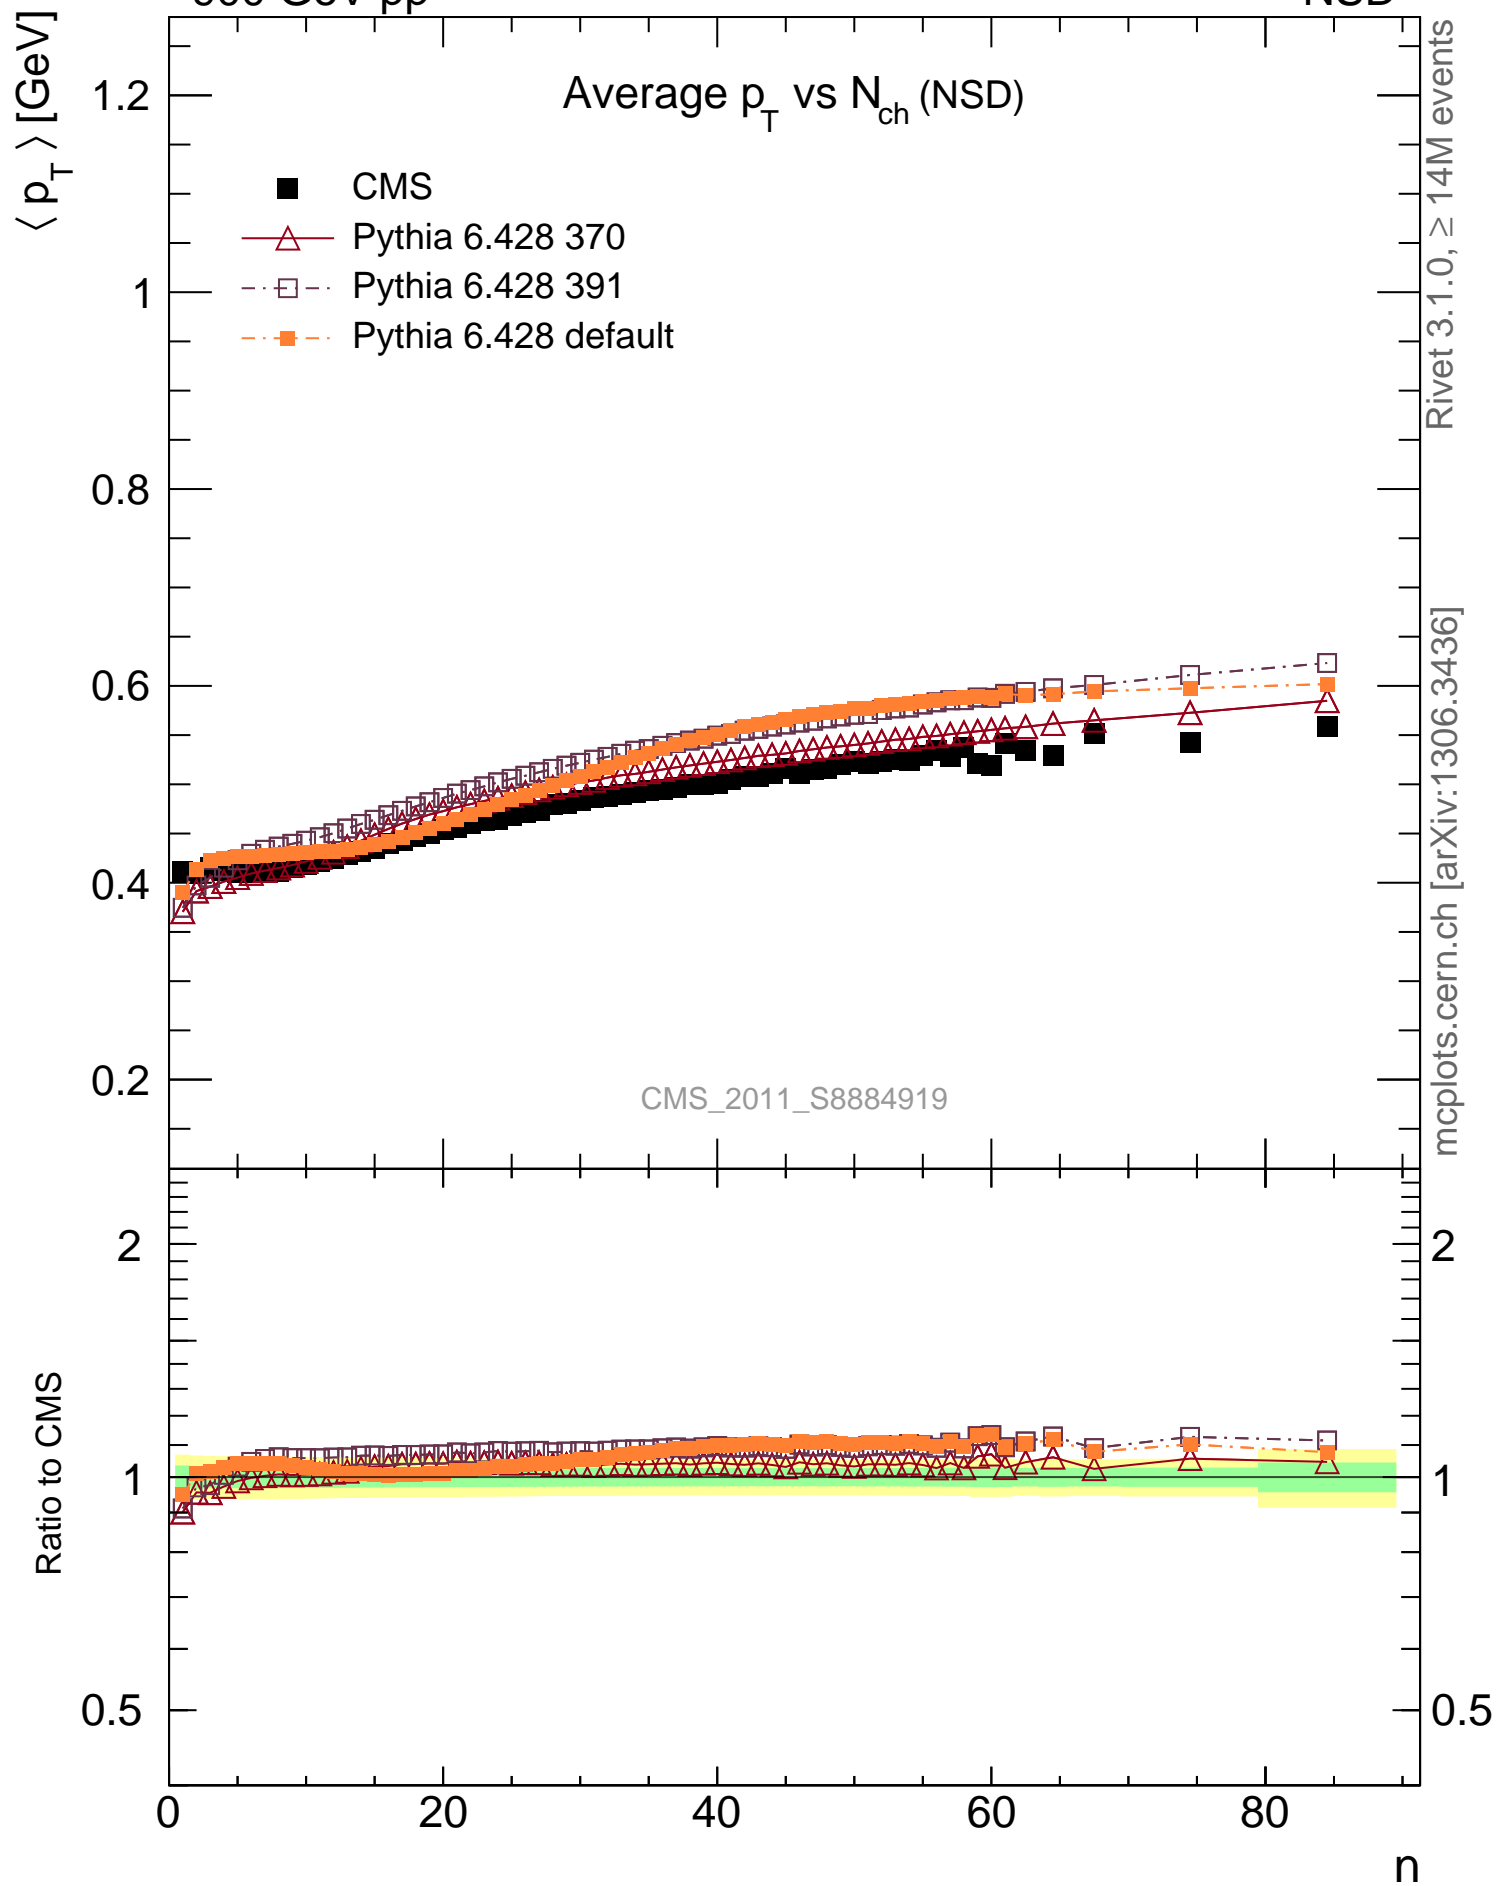 GeV pp
NSD
⟨ p_T ⟩ [GeV]
Average p_T vs N_ch (NSD)
CMS
Pythia 6.428 370
Pythia 6.428 391
Pythia 6.428 default
1.2
1
0.8
0.6
0.4
0.2
CMS_2011_S8884919
Rivet 3.1.0, ≥ 14M events
mcplots.cern.ch [arXiv:1306.3436]
Ratio to CMS
2
1
0.5
2
1
0.5
0
20
40
60
80
n